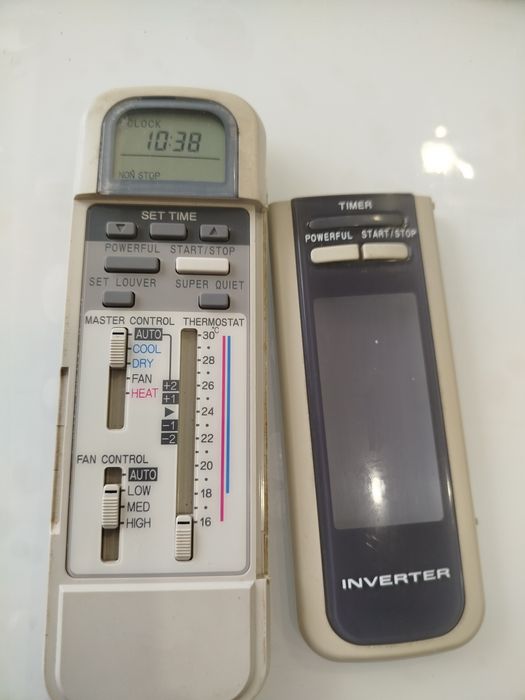 CLOCK
10:38
NON STOP
SET TIME
POWERFUL START/STOP
SET LOUVER SUPER QUIET
MASTER CONTROL THERMOSTAT
AUTO
COOL
DRY
FAN
HEAT
+2
+1
-1
-2
°C
30
28
26
24
22
20
18
16
FAN CONTROL
AUTO
LOW
MED
HIGH
TIMER
POWERFUL START/STOP
INVERTER